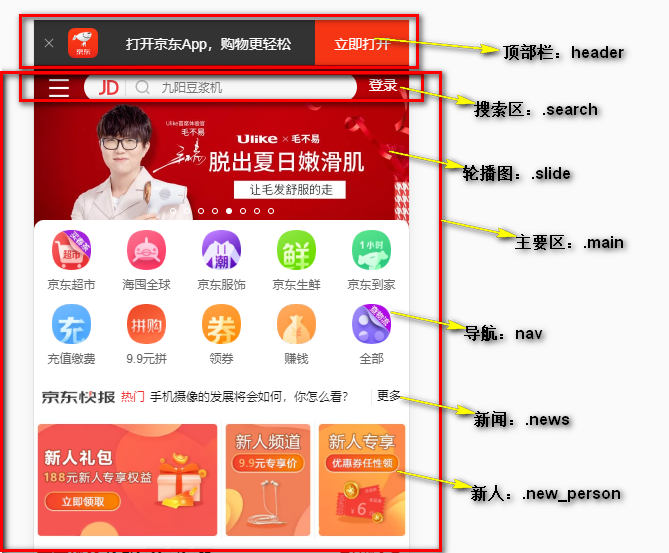 京东
打开京东App，购物更轻松
立即打开
顶部栏：header
JD
九阳豆浆机
登录
搜索区：.search
Ulike首席体验官
毛不易
Ulike × 毛不易
脱出夏日嫩滑肌
让毛发舒服的走
轮播图：.slide
主要区：.main
超市
买春茶
潮
鲜
1小时
京东超市
海囤全球
京东服饰
京东生鲜
京东到家
充
拼购
券
导航：nav
充值缴费
9.9元拼
领券
赚钱
全部
京东快报
热门
手机摄像的发展将会如何，你怎么看？
更多
新闻：.news
新人礼包
188元新人专享权益
立即领取
新人频道
9.9元专享价
新人专享
优惠券任性领
¥6
新人：.new_person